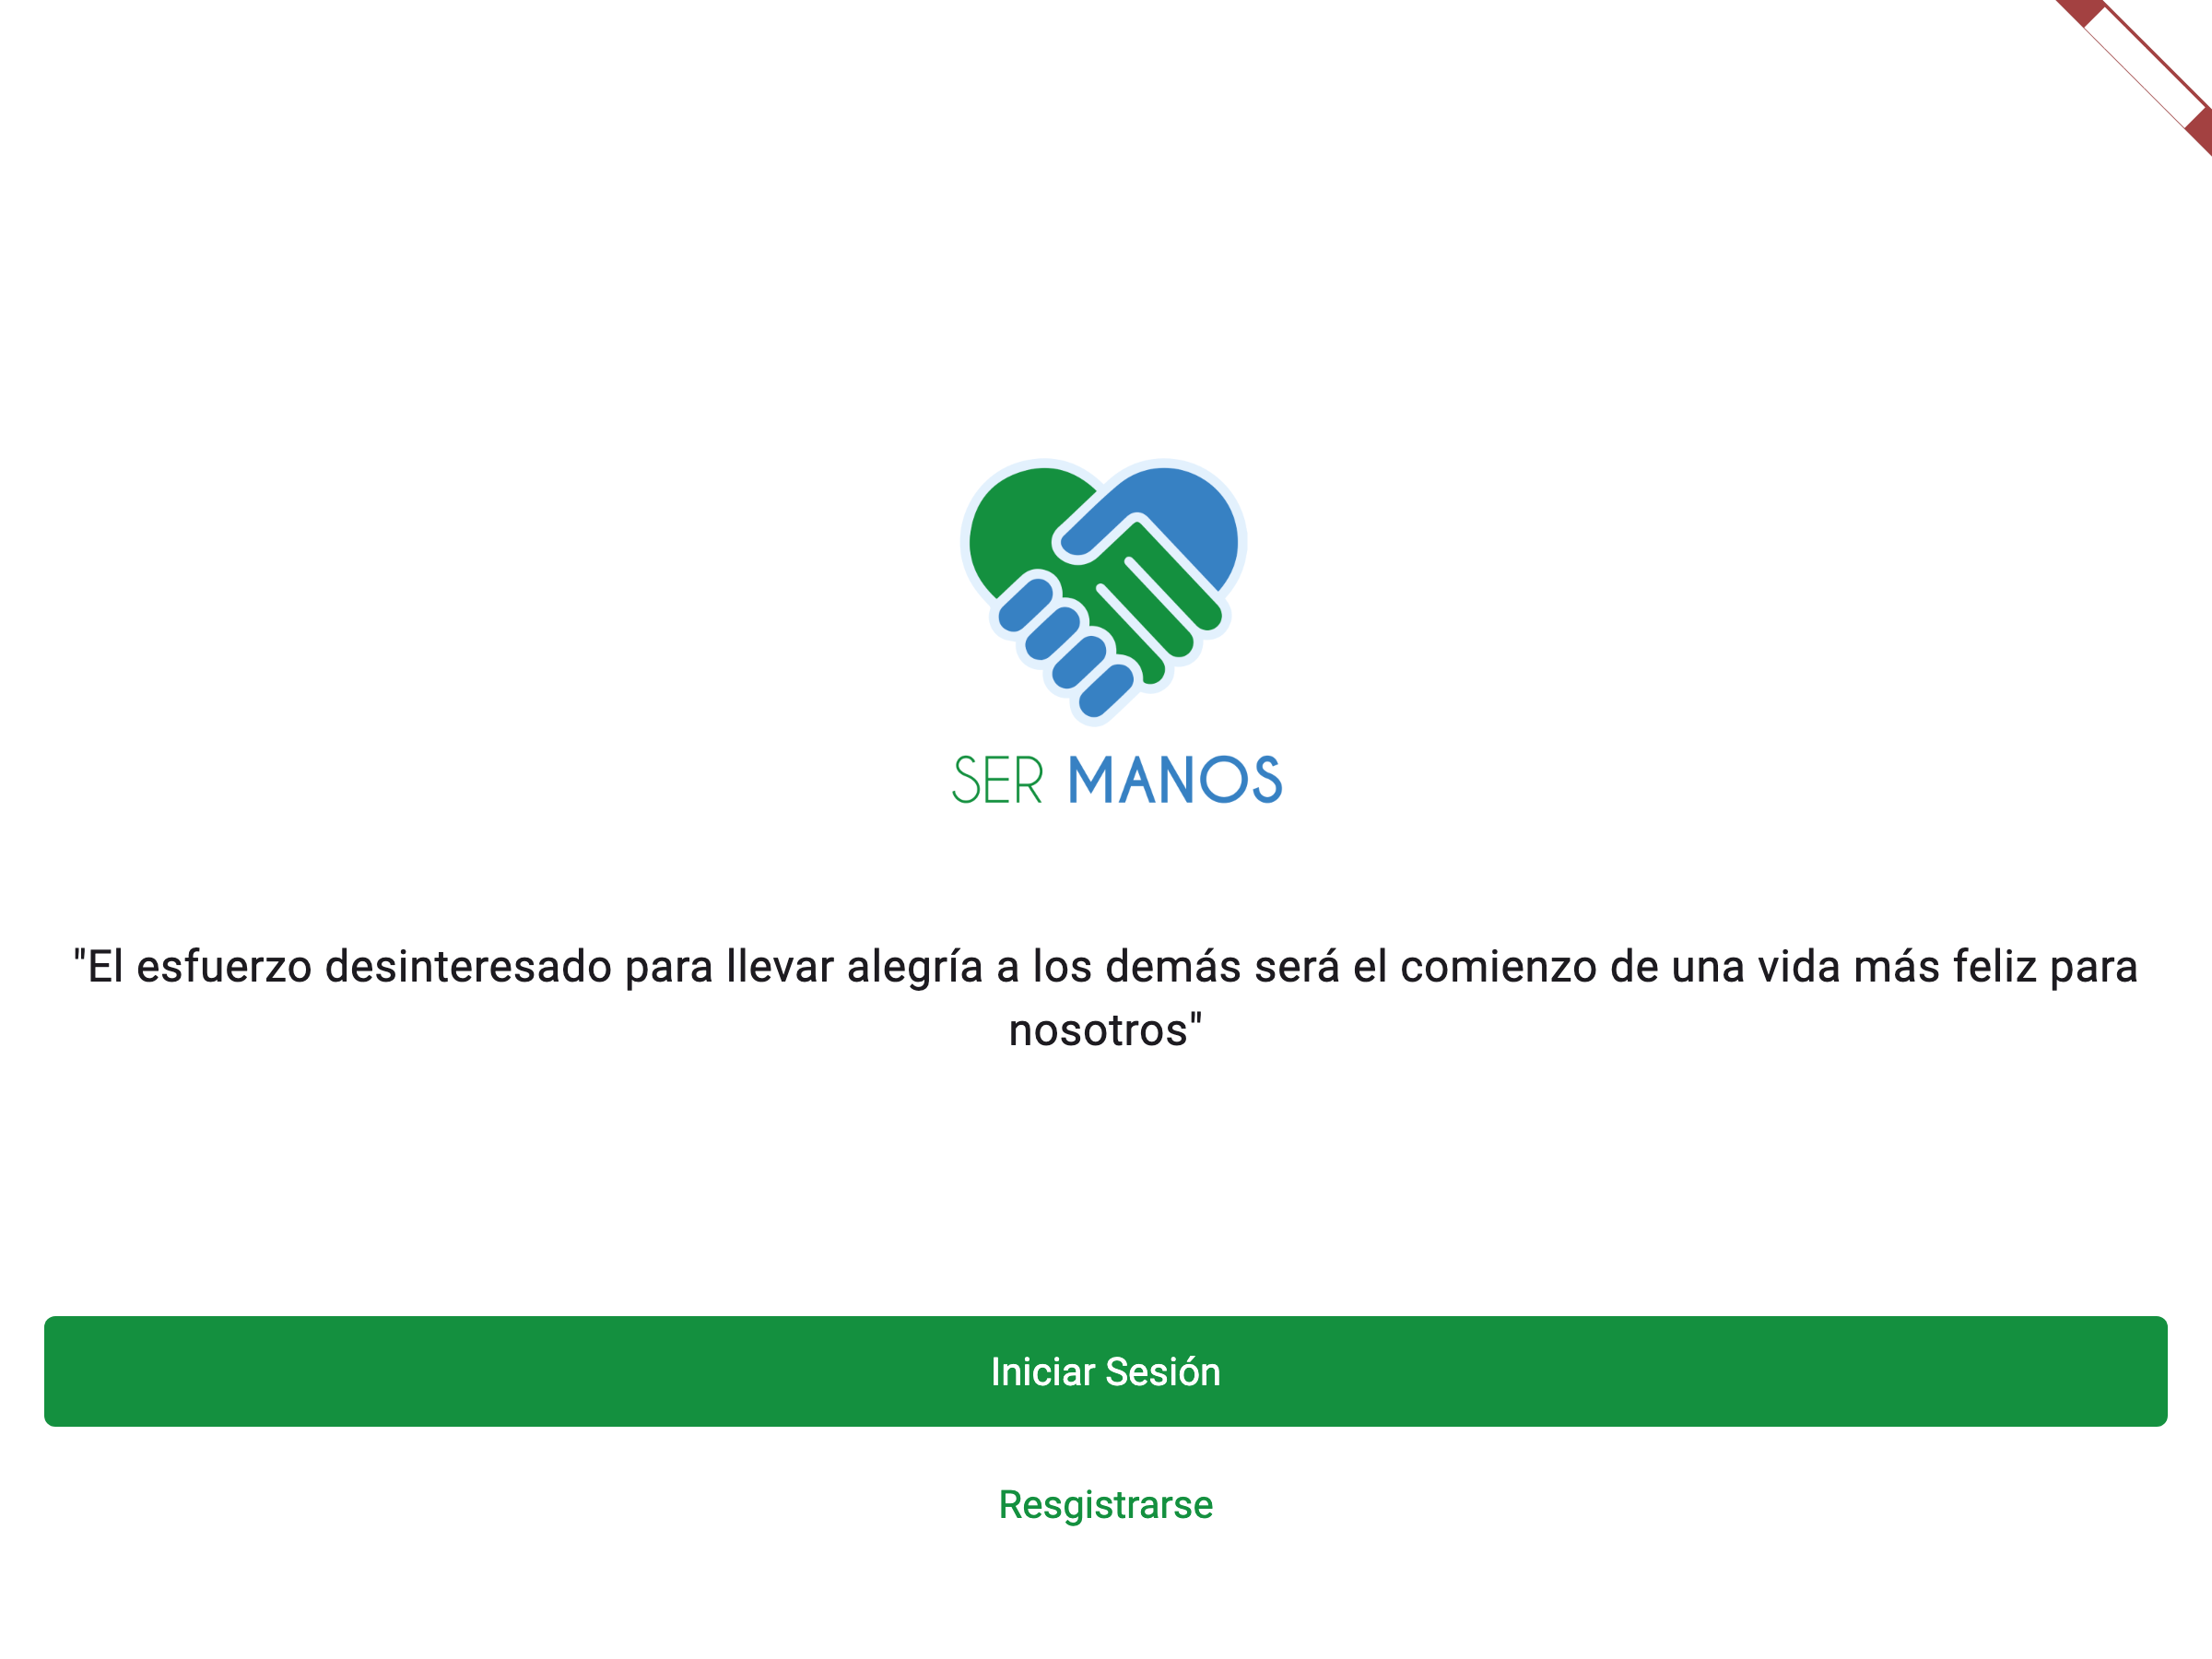 SER MANOS
"El esfuerzo desinteresado para llevar alegría a los demás será el comienzo de una vida más feliz para
nosotros"
Iniciar Sesión
Resgistrarse